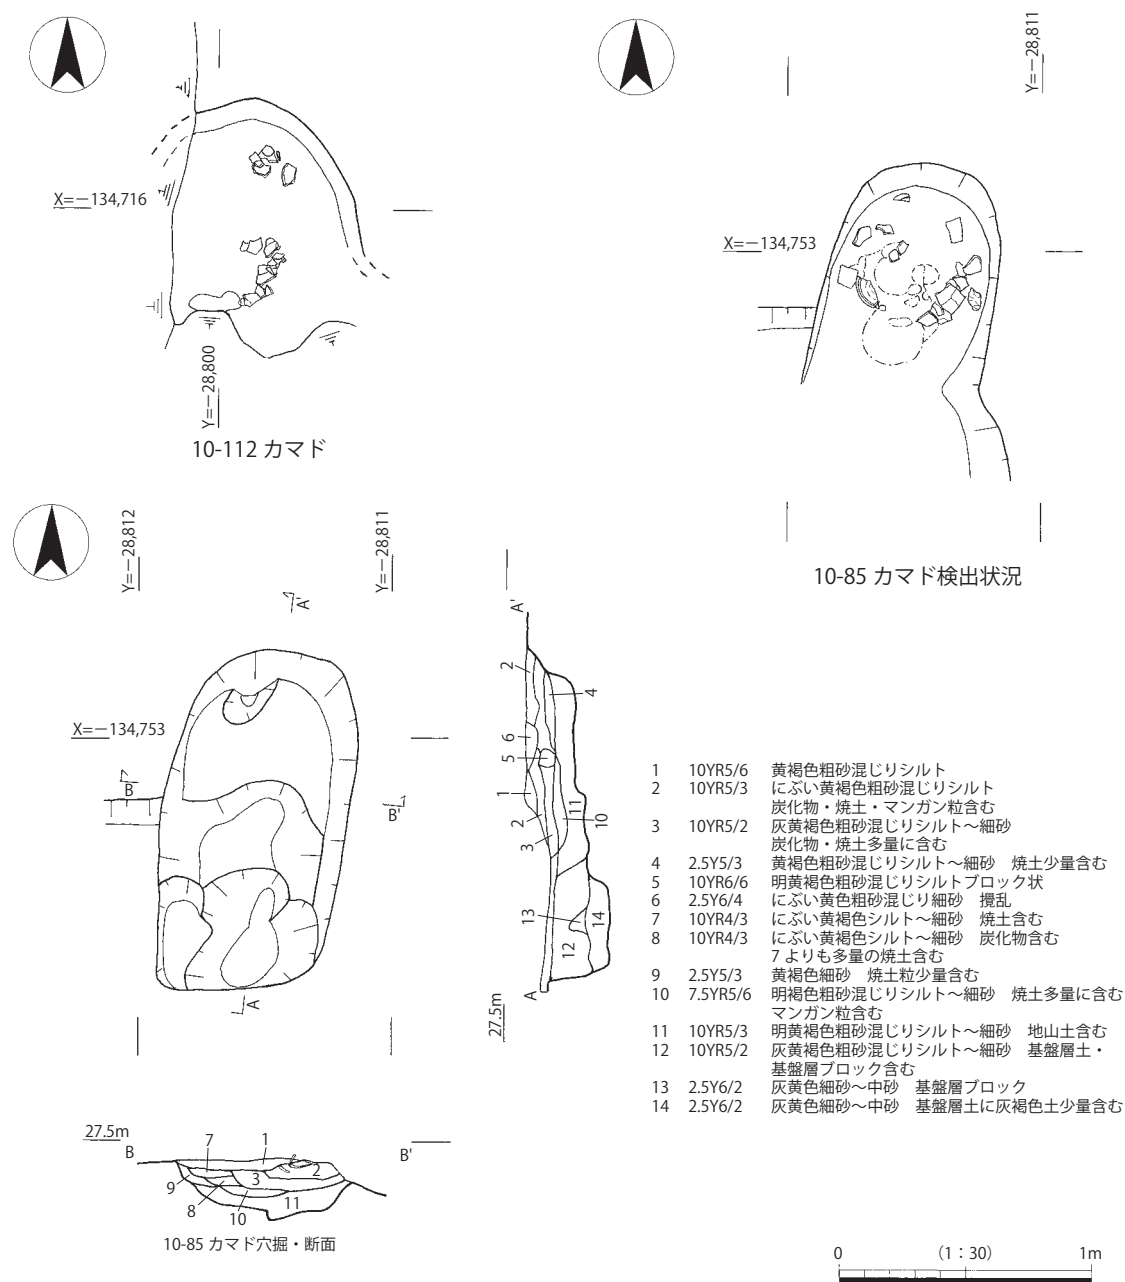 X=－134,716
Y=－28,800
10-112 カマド
Y=－28,811
X=－134,753
10-85 カマド検出状況
Y=－28,812
Y=－28,811
A'
X=－134,753
B
B'
A
A'
2
4
6
5
1
2
3
11
10
13
12
14
A
27.5m
1 10YR5/6 黄褐色粗砂混じりシルト
2 10YR5/3 にぶい黄褐色粗砂混じりシルト
炭化物・焼土・マンガン粒含む
3 10YR5/2 灰黄褐色粗砂混じりシルト～細砂
炭化物・焼土多量に含む
4 2.5Y5/3 黄褐色粗砂混じりシルト～細砂 焼土少量含む
5 10YR6/6 明黄褐色粗砂混じりシルトブロック状
6 2.5Y6/4 にぶい黄色粗砂混じり細砂 攪乱
7 10YR4/3 にぶい黄褐色シルト～細砂 焼土含む
8 10YR4/3 にぶい黄褐色シルト～細砂 炭化物含む
7 よりも多量の焼土含む
9 2.5Y5/3 黄褐色細砂 焼土粒少量含む
10 7.5YR5/6 明褐色粗砂混じりシルト～細砂 焼土多量に含む
マンガン粒含む
11 10YR5/3 明黄褐色粗砂混じりシルト～細砂 地山土含む
12 10YR5/2 灰黄褐色粗砂混じりシルト～細砂 基盤層土・
基盤層ブロック含む
13 2.5Y6/2 灰黄色細砂～中砂 基盤層ブロック
14 2.5Y6/2 灰黄色細砂～中砂 基盤層土に灰褐色土少量含む
27.5m
B
B'
7
1
2
3
9
8
10
11
10-85 カマド穴掘・断面
0 （1：30） 1m